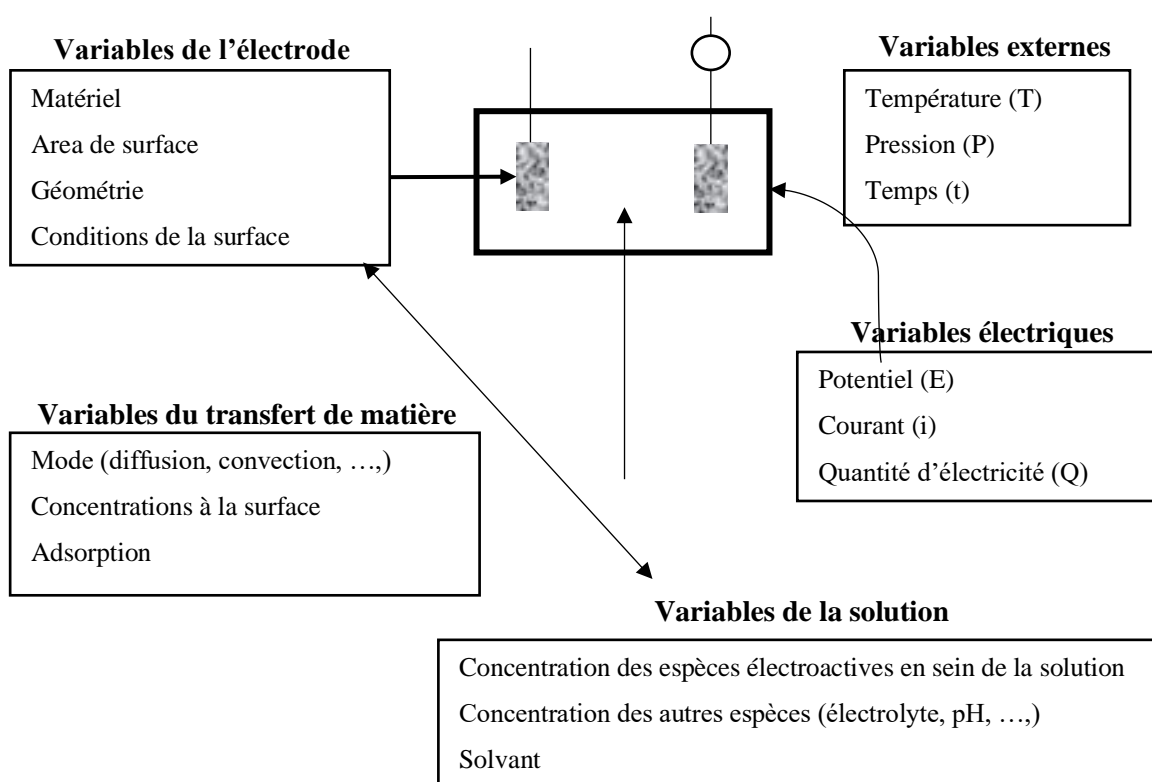 Variables de l’électrode
Matériel
Area de surface
Géométrie
Conditions de la surface
Variables externes
Température (T)
Pression (P)
Temps (t)
Variables électriques
Potentiel (E)
Courant (i)
Quantité d’électricité (Q)
Variables du transfert de matière
Mode (diffusion, convection, …,)
Concentrations à la surface
Adsorption
Variables de la solution
Concentration des espèces électroactives en sein de la solution
Concentration des autres espèces (électrolyte, pH, …,)
Solvant